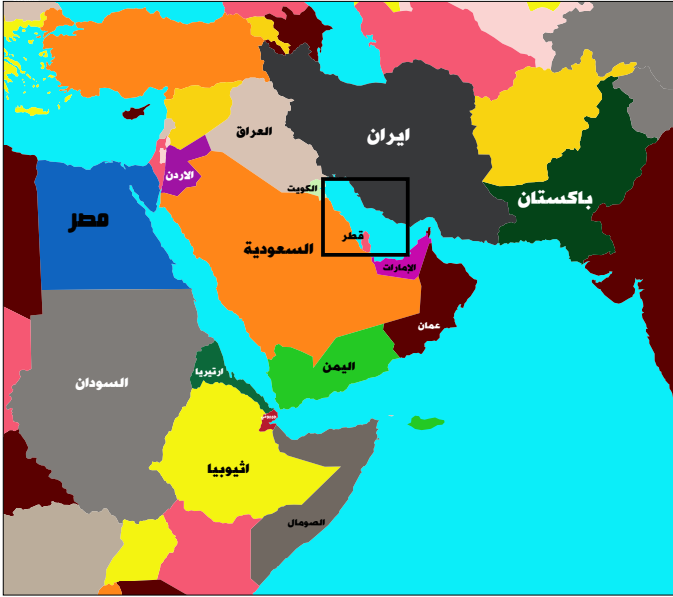 العراق
ايران
الاردن
الكويت
باكستان
مصر
قطر
السعودية
الإمارات
عمان
اليمن
ارتيريا
السودان
اثيوبيا
الصومال